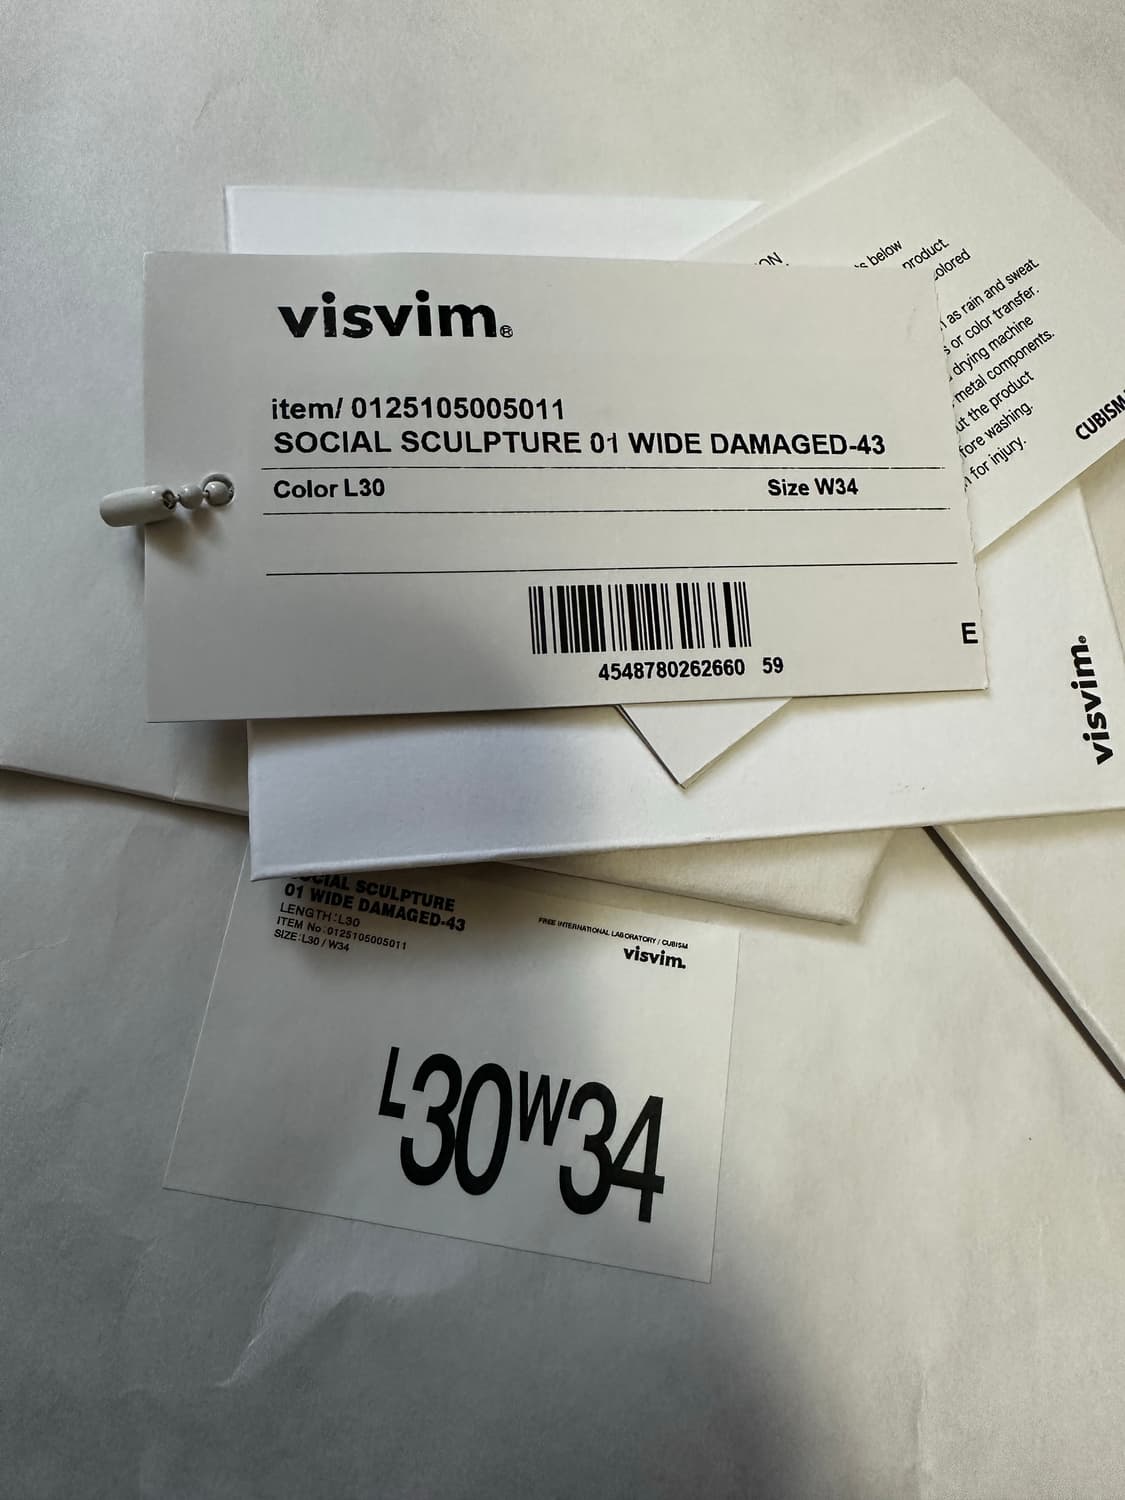 visvim®
item/ 0125105005011
SOCIAL SCULPTURE 01 WIDE DAMAGED-43
Color L30 Size W34
4548780262660 59
E
below
product.
as rain and sweat.
or color transfer.
drying machine
metal components.
the product
washing.
for injury.
CUBISM
visvim®
SOCIAL SCULPTURE
01 WIDE DAMAGED-43
LENGTH:L30
ITEM No:0125105005011
SIZE:L30 / W34
FREE INTERNATIONAL LABORATORY / CUBISM
visvim.
L30W34